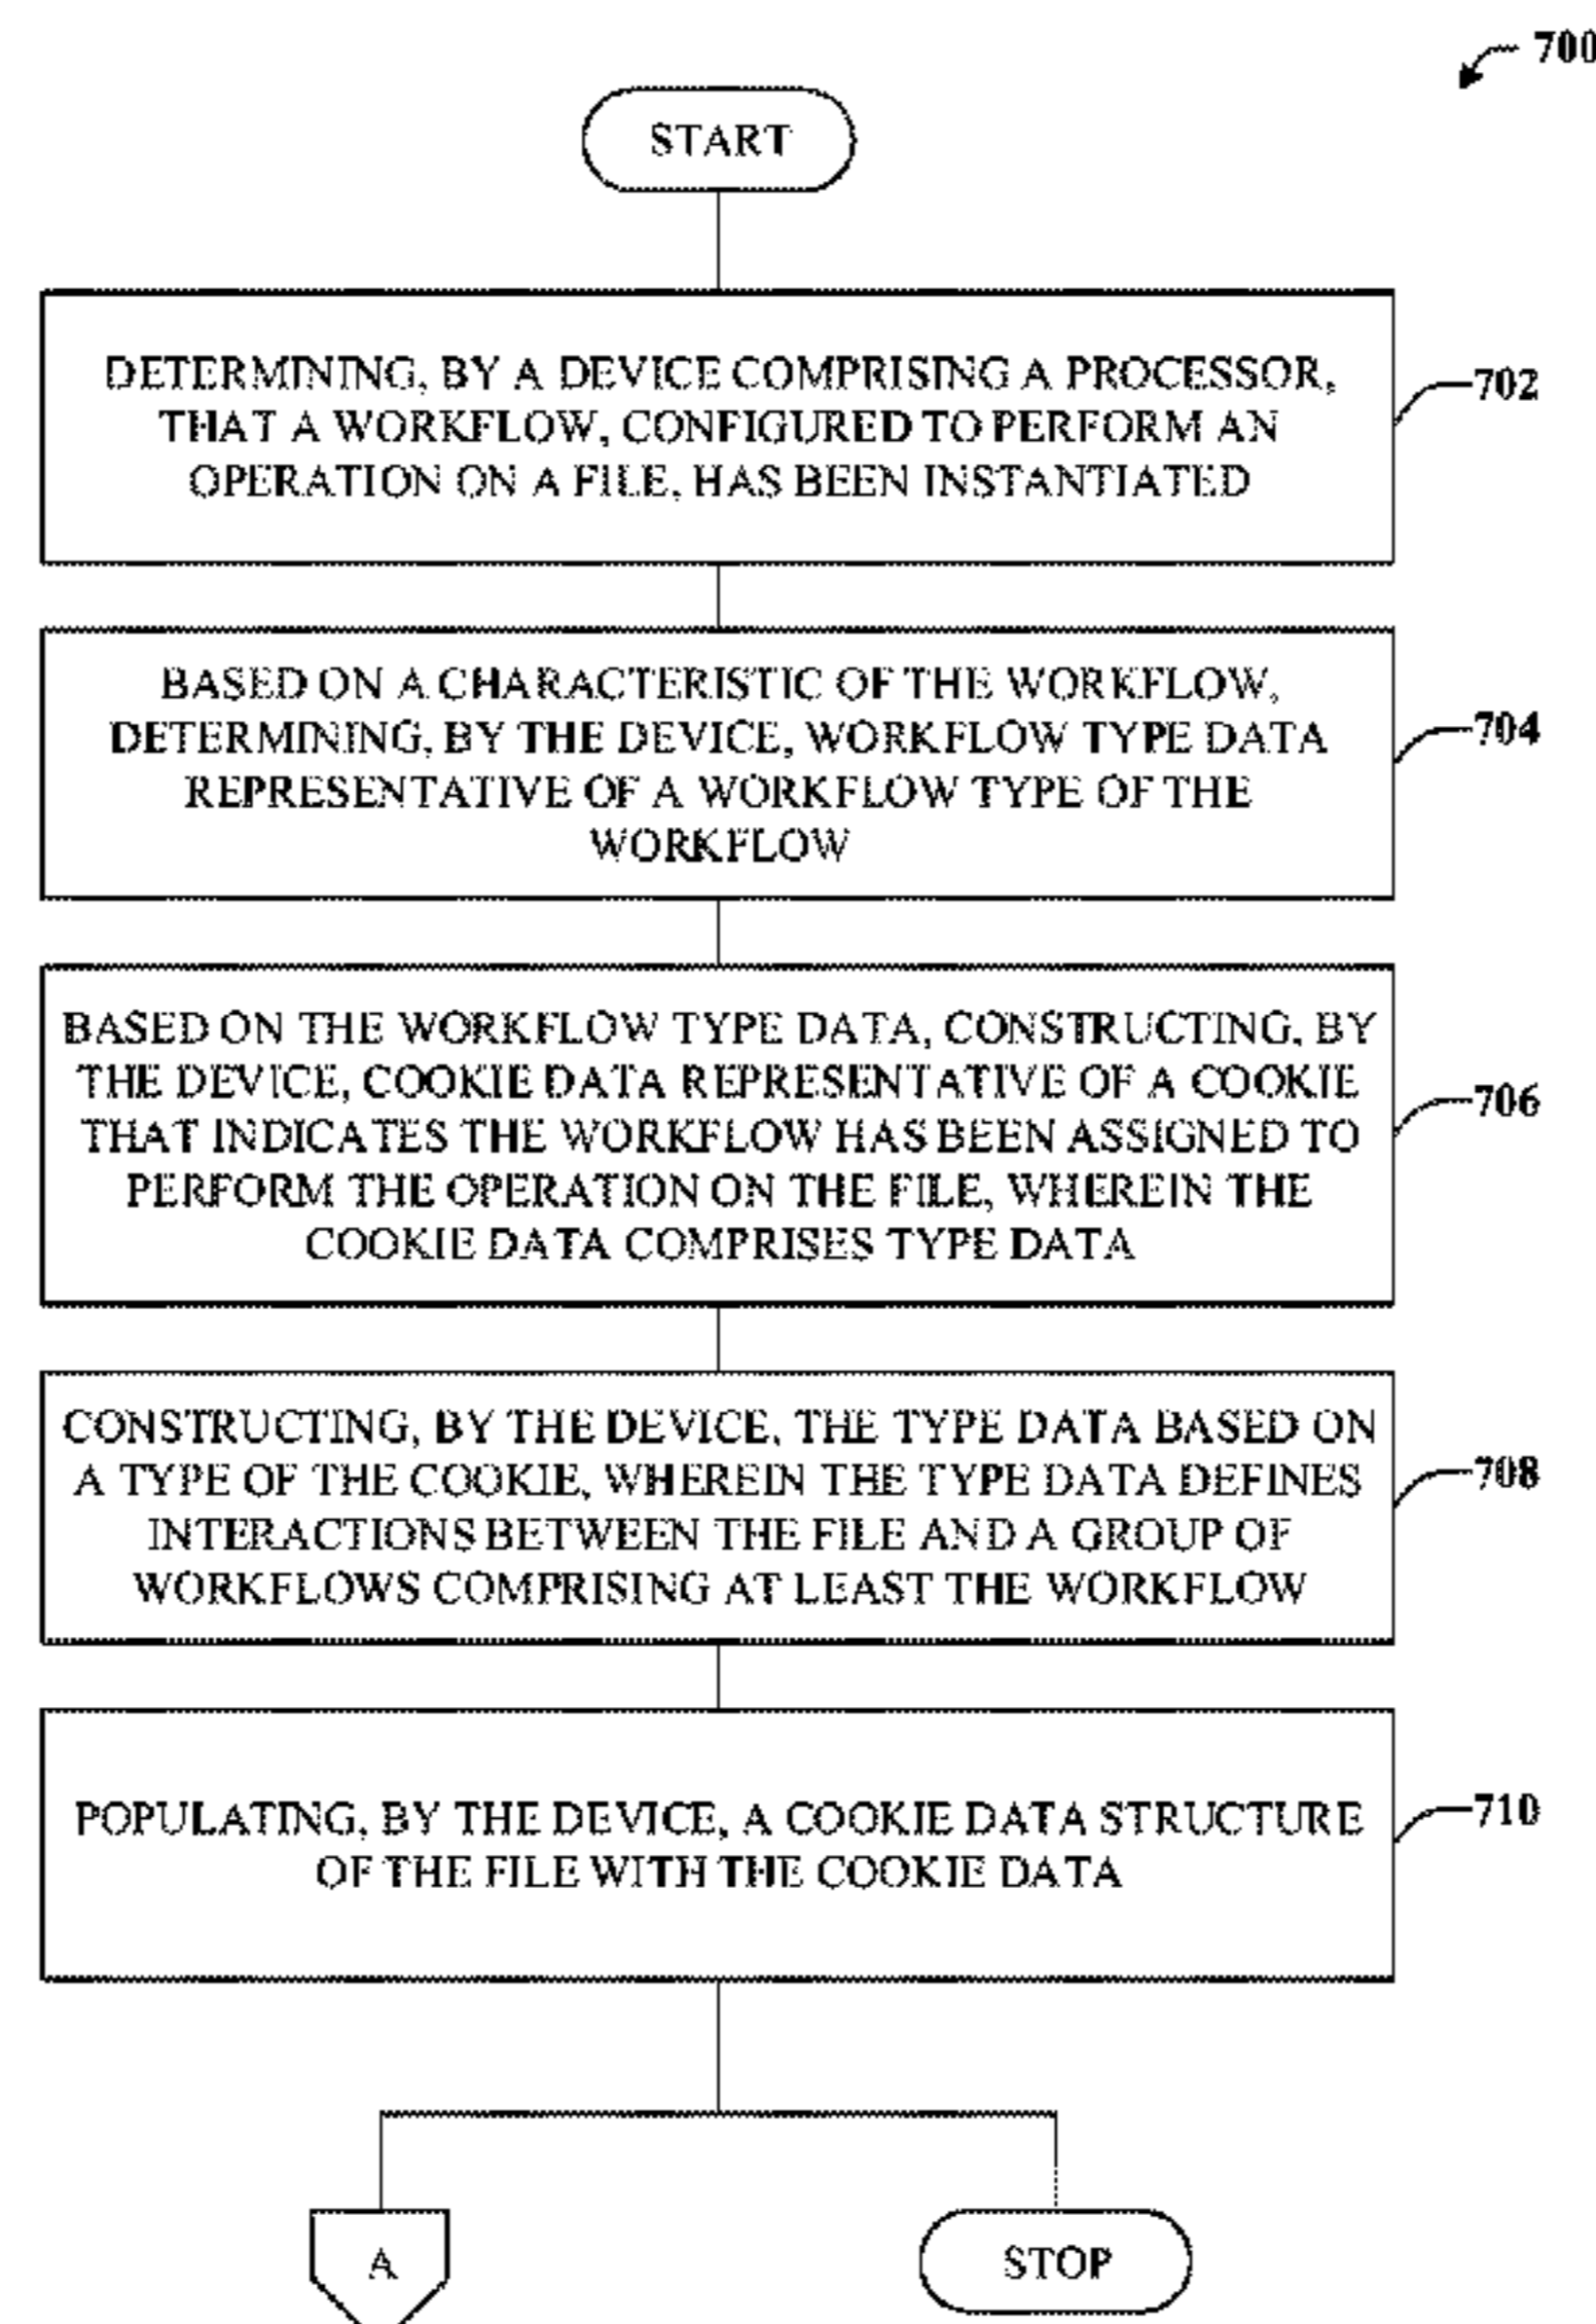 700
START
DETERMINING, BY A DEVICE COMPRISING A PROCESSOR,
THAT A WORKFLOW, CONFIGURED TO PERFORM AN
OPERATION ON A FILE, HAS BEEN INSTANTIATED
702
BASED ON A CHARACTERISTIC OF THE WORKFLOW,
DETERMINING, BY THE DEVICE, WORKFLOW TYPE DATA
REPRESENTATIVE OF A WORKFLOW TYPE OF THE
WORKFLOW
704
BASED ON THE WORKFLOW TYPE DATA, CONSTRUCTING, BY
THE DEVICE, COOKIE DATA REPRESENTATIVE OF A COOKIE
THAT INDICATES THE WORKFLOW HAS BEEN ASSIGNED TO
PERFORM THE OPERATION ON THE FILE, WHEREIN THE
COOKIE DATA COMPRISES TYPE DATA
706
CONSTRUCTING, BY THE DEVICE, THE TYPE DATA BASED ON
A TYPE OF THE COOKIE, WHEREIN THE TYPE DATA DEFINES
INTERACTIONS BETWEEN THE FILE AND A GROUP OF
WORKFLOWS COMPRISING AT LEAST THE WORKFLOW
708
POPULATING, BY THE DEVICE, A COOKIE DATA STRUCTURE
OF THE FILE WITH THE COOKIE DATA
710
A
STOP